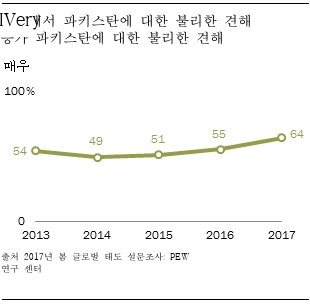 IVery 에서 파키스탄에 대한 불리한 견해
파키스탄에 대한 불리한 견해
매우
100%
54 49 51 55 64
0
2013 2014 2015 2016 2017
출처 2017년 봄 글로벌 태도 설문조사: PEW
연구 센터